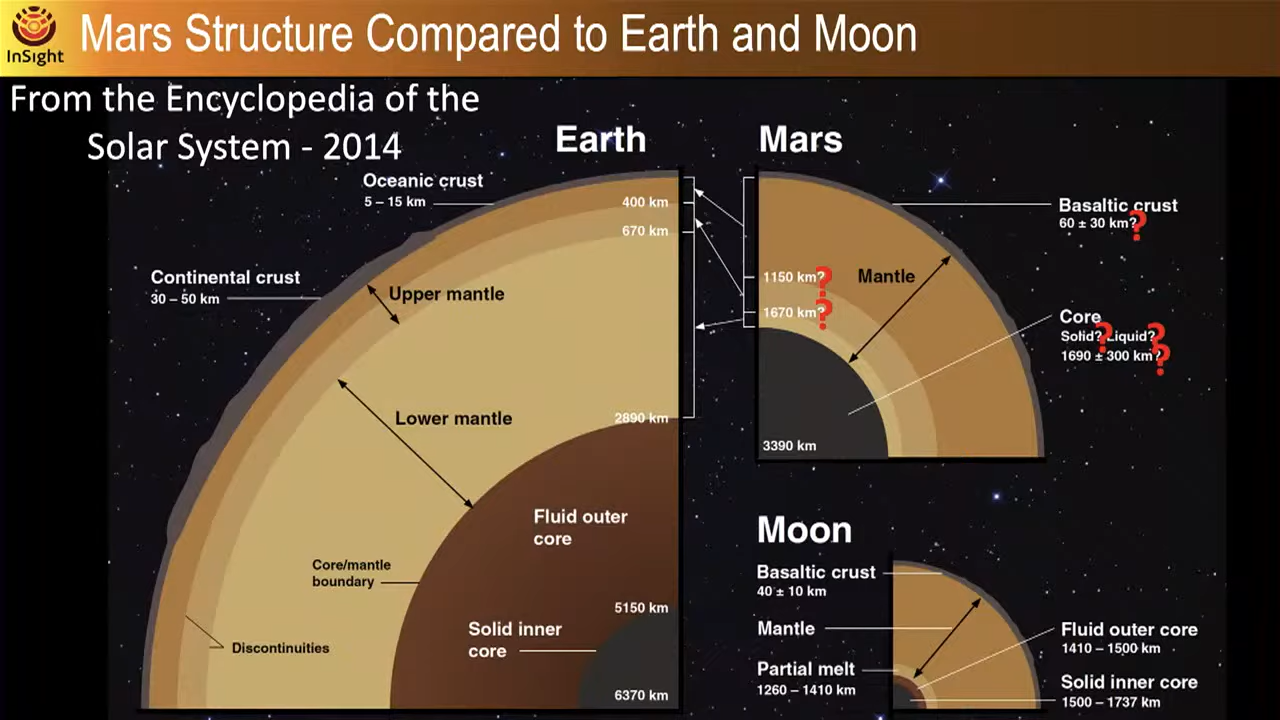 InSight
Mars Structure Compared to Earth and Moon
From the Encyclopedia of the
Solar System - 2014
Earth
Oceanic crust
5 – 15 km
400 km
670 km
Continental crust
30 – 50 km
Upper mantle
Lower mantle
2890 km
Fluid outer
core
Core/mantle
boundary
5150 km
Solid inner
core
Discontinuities
6370 km
Mars
Basaltic crust
60 ± 30 km?
?
1150 km?
?
Mantle
1670 km?
?
Core
Solid? Liquid?
? ?
1690 ± 300 km?
?
3390 km
Moon
Basaltic crust
40 ± 10 km
Mantle
Partial melt
1260 – 1410 km
Fluid outer core
1410 – 1500 km
Solid inner core
1500 – 1737 km